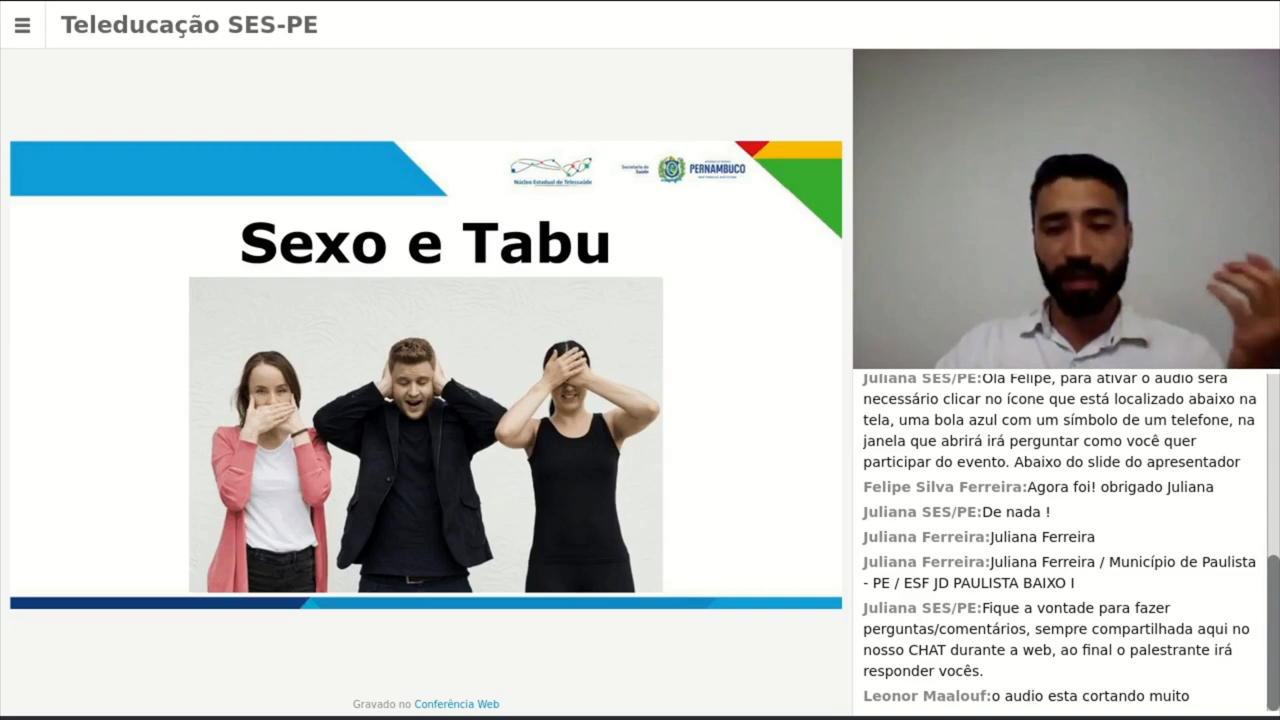 Teleducação SES-PE
Núcleo Estadual de Telessaúde
Secretaria de
Saúde
PERNAMBUCO
Sexo e Tabu
Gravado no Conferência Web
Juliana SES/PE:Olá Felipe, para ativar o áudio será
necessário clicar no ícone que está localizado abaixo na
tela, uma bola azul com um símbolo de um telefone, na
janela que abrirá irá perguntar como você quer
participar do evento. Abaixo do slide do apresentador
Felipe Silva Ferreira:Agora foi! obrigado Juliana
Juliana SES/PE:De nada !
Juliana Ferreira:Juliana Ferreira
Juliana Ferreira:Juliana Ferreira / Município de Paulista
- PE / ESF JD PAULISTA BAIXO I
Juliana SES/PE:Fique a vontade para fazer
perguntas/comentários, sempre compartilhada aqui no
nosso CHAT durante a web, ao final o palestrante irá
responder vocês.
Leonor Maalouf:o audio esta cortando muito